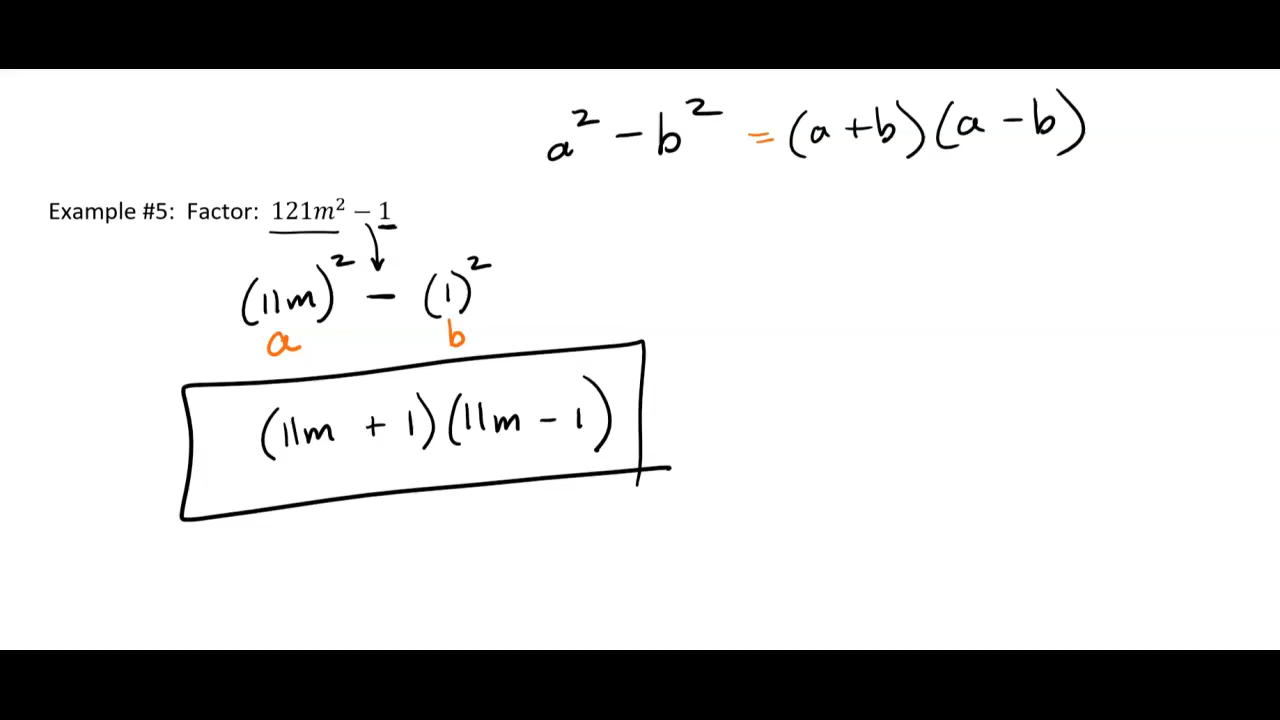 a² - b² = (a + b)(a - b)
Example #5: Factor: 121m² − 1
(11m)² - (1)²
a b
(11m + 1)(11m - 1)